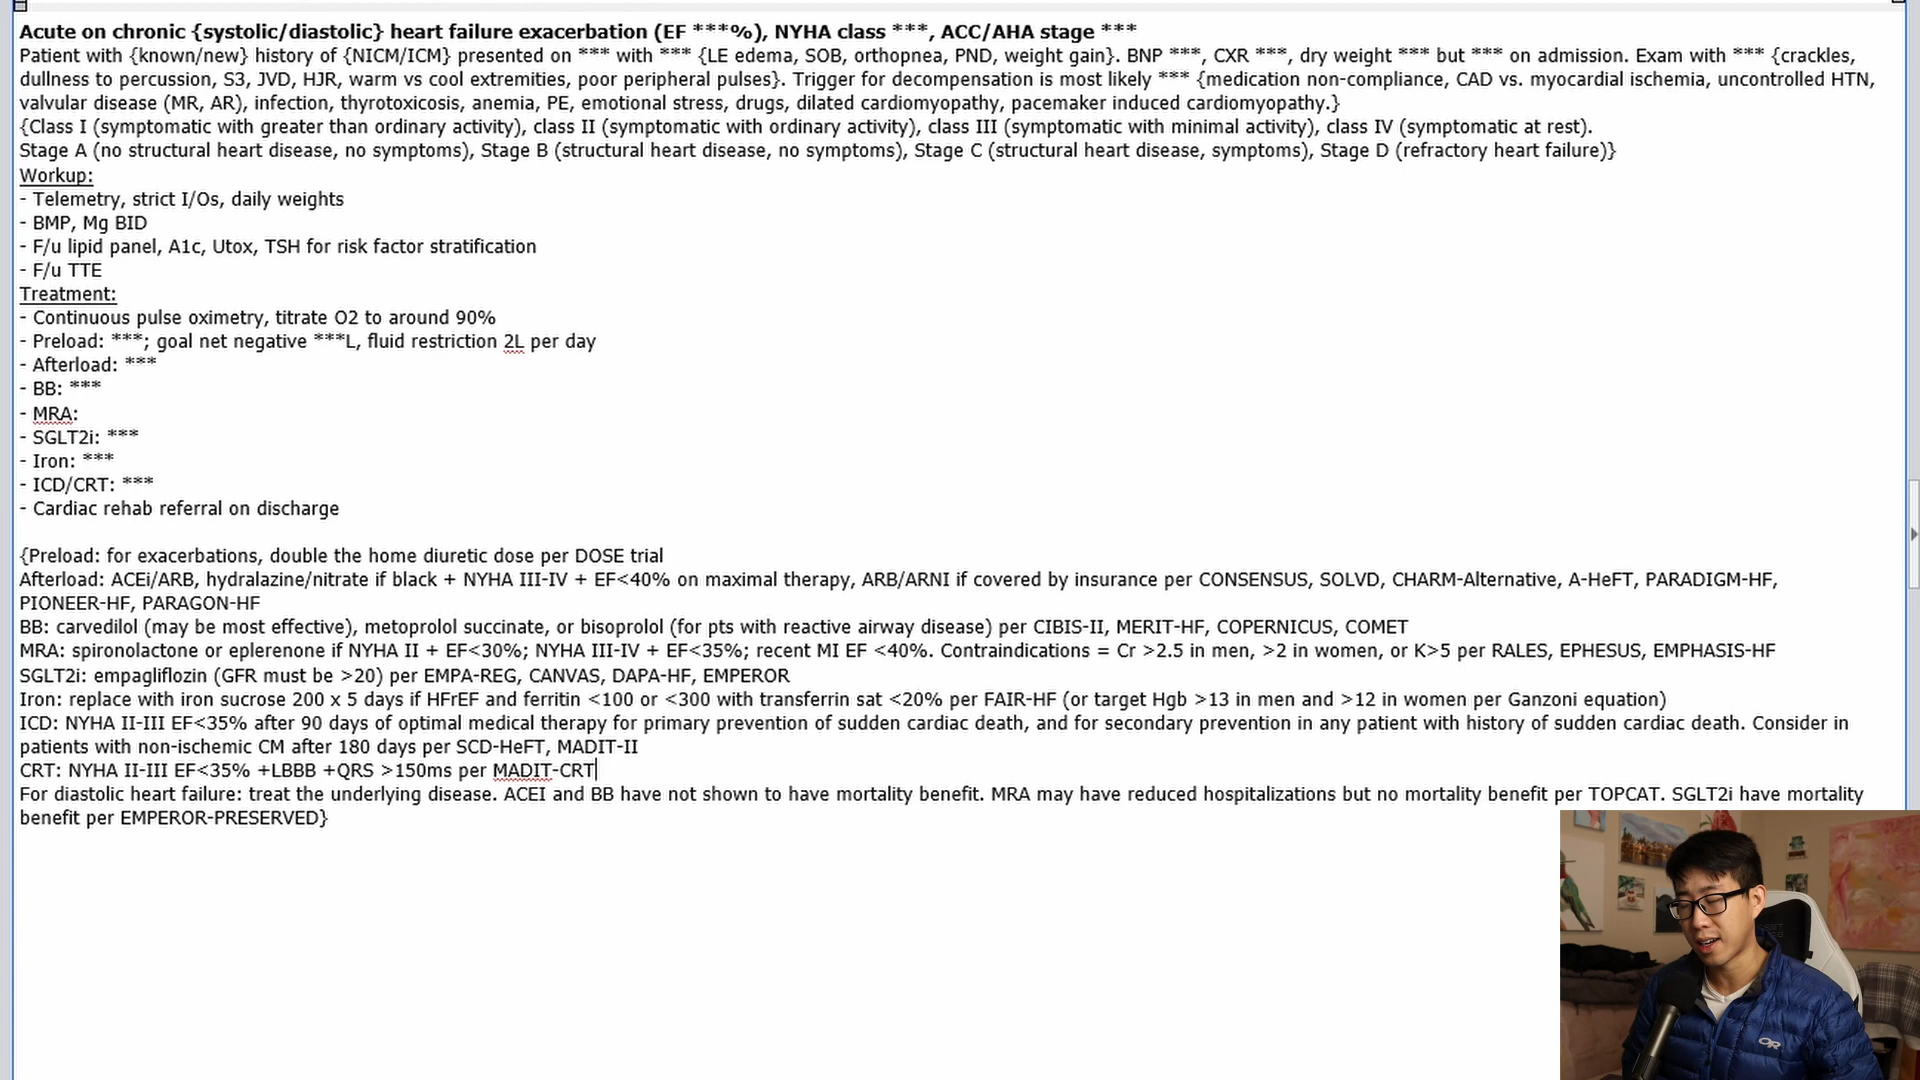 Acute on chronic {systolic/diastolic} heart failure exacerbation (EF ***%), NYHA class ***, ACC/AHA stage ***
Patient with {known/new} history of {NICM/ICM} presented on *** with *** {LE edema, SOB, orthopnea, PND, weight gain}. BNP ***, CXR ***, dry weight *** but *** on admission. Exam with *** {crackles,
dullness to percussion, S3, JVD, HJR, warm vs cool extremities, poor peripheral pulses}. Trigger for decompensation is most likely *** {medication non-compliance, CAD vs. myocardial ischemia, uncontrolled HTN,
valvular disease (MR, AR), infection, thyrotoxicosis, anemia, PE, emotional stress, drugs, dilated cardiomyopathy, pacemaker induced cardiomyopathy.}
{Class I (symptomatic with greater than ordinary activity), class II (symptomatic with ordinary activity), class III (symptomatic with minimal activity), class IV (symptomatic at rest).
Stage A (no structural heart disease, no symptoms), Stage B (structural heart disease, no symptoms), Stage C (structural heart disease, symptoms), Stage D (refractory heart failure)}
Workup:
- Telemetry, strict I/Os, daily weights
- BMP, Mg BID
- F/u lipid panel, A1c, Utox, TSH for risk factor stratification
- F/u TTE
Treatment:
- Continuous pulse oximetry, titrate O2 to around 90%
- Preload: ***; goal net negative ***L, fluid restriction 2L per day
- Afterload: ***
- BB: ***
- MRA:
- SGLT2i: ***
- Iron: ***
- ICD/CRT: ***
- Cardiac rehab referral on discharge
{Preload: for exacerbations, double the home diuretic dose per DOSE trial
Afterload: ACEi/ARB, hydralazine/nitrate if black + NYHA III-IV + EF<40% on maximal therapy, ARB/ARNI if covered by insurance per CONSENSUS, SOLVD, CHARM-Alternative, A-HeFT, PARADIGM-HF,
PIONEER-HF, PARAGON-HF
BB: carvedilol (may be most effective), metoprolol succinate, or bisoprolol (for pts with reactive airway disease) per CIBIS-II, MERIT-HF, COPERNICUS, COMET
MRA: spironolactone or eplerenone if NYHA II + EF<30%; NYHA III-IV + EF<35%; recent MI EF <40%. Contraindications = Cr >2.5 in men, >2 in women, or K>5 per RALES, EPHESUS, EMPHASIS-HF
SGLT2i: empagliflozin (GFR must be >20) per EMPA-REG, CANVAS, DAPA-HF, EMPEROR
Iron: replace with iron sucrose 200 x 5 days if HFrEF and ferritin <100 or <300 with transferrin sat <20% per FAIR-HF (or target Hgb >13 in men and >12 in women per Ganzoni equation)
ICD: NYHA II-III EF<35% after 90 days of optimal medical therapy for primary prevention of sudden cardiac death, and for secondary prevention in any patient with history of sudden cardiac death. Consider in
patients with non-ischemic CM after 180 days per SCD-HeFT, MADIT-II
CRT: NYHA II-III EF<35% +LBBB +QRS >150ms per MADIT-CRT
For diastolic heart failure: treat the underlying disease. ACEI and BB have not shown to have mortality benefit. MRA may have reduced hospitalizations but no mortality benefit per TOPCAT. SGLT2i have mortality
benefit per EMPEROR-PRESERVED}
OR